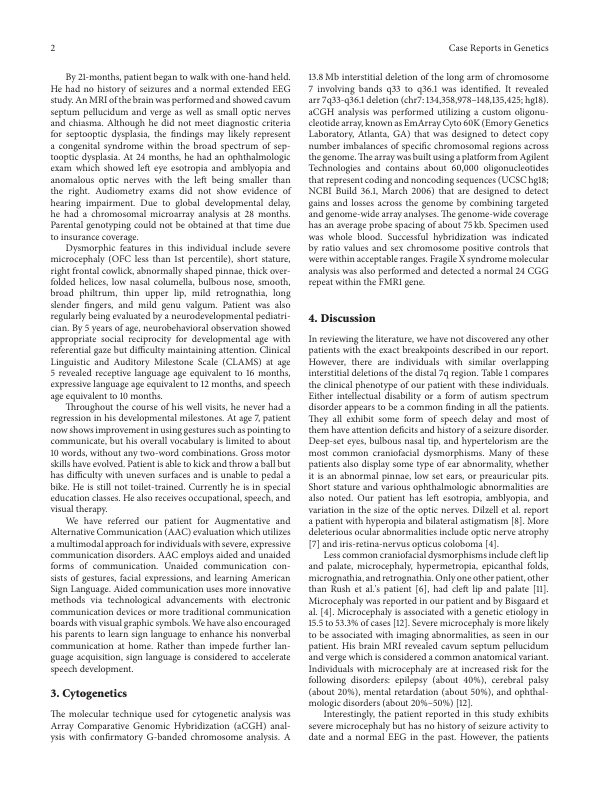 2
Case Reports in Genetics
By 21-months, patient began to walk with one-hand held.
He had no history of seizures and a normal extended EEG
study. An MRI of the brain was performed and showed cavum
septum pellucidum and verge as well as small optic nerves
and chiasma. Although he did not meet diagnostic criteria
for septooptic dysplasia, the findings may likely represent
a congenital syndrome within the broad spectrum of sep-
tooptic dysplasia. At 24 months, he had an ophthalmologic
exam which showed left eye esotropia and amblyopia and
anomalous optic nerves with the left being smaller than
the right. Audiometry exams did not show evidence of
hearing impairment. Due to global developmental delay,
he had a chromosomal microarray analysis at 28 months.
Parental genotyping could not be obtained at that time due
to insurance coverage.
Dysmorphic features in this individual include severe
microcephaly (OFC less than 1st percentile), short stature,
right frontal cowlick, abnormally shaped pinnae, thick over-
folded helices, low nasal columella, bulbous nose, smooth,
broad philtrum, thin upper lip, mild retrognathia, long
slender fingers, and mild genu valgum. Patient was also
regularly being evaluated by a neurodevelopmental pediatri-
cian. By 5 years of age, neurobehavioral observation showed
appropriate social reciprocity for developmental age with
referential gaze but difficulty maintaining attention. Clinical
Linguistic and Auditory Milestone Scale (CLAMS) at age
5 revealed receptive language age equivalent to 16 months,
expressive language age equivalent to 12 months, and speech
age equivalent to 10 months.
Throughout the course of his well visits, he never had a
regression in his developmental milestones. At age 7, patient
now shows improvement in using gestures such as pointing to
communicate, but his overall vocabulary is limited to about
10 words, without any two-word combinations. Gross motor
skills have evolved. Patient is able to kick and throw a ball but
has difficulty with uneven surfaces and is unable to pedal a
bike. He is still not toilet-trained. Currently he is in special
education classes. He also receives occupational, speech, and
visual therapy.
We have referred our patient for Augmentative and
Alternative Communication (AAC) evaluation which utilizes
a multimodal approach for individuals with severe, expressive
communication disorders. AAC employs aided and unaided
forms of communication. Unaided communication con-
sists of gestures, facial expressions, and learning American
Sign Language. Aided communication uses more innovative
methods via technological advancements with electronic
communication devices or more traditional communication
boards with visual graphic symbols. We have also encouraged
his parents to learn sign language to enhance his nonverbal
communication at home. Rather than impede further lan-
guage acquisition, sign language is considered to accelerate
speech development.
3. Cytogenetics
The molecular technique used for cytogenetic analysis was
Array Comparative Genomic Hybridization (aCGH) anal-
ysis with confirmatory G-banded chromosome analysis. A
13.8 Mb interstitial deletion of the long arm of chromosome
7 involving bands q33 to q36.1 was identified. It revealed
arr 7q33-q36.1 deletion (chr7: 134,358,978–148,135,425; hg18).
aCGH analysis was performed utilizing a custom oligonu-
cleotide array, known as EmArray Cyto 60K (Emory Genetics
Laboratory, Atlanta, GA) that was designed to detect copy
number imbalances of specific chromosomal regions across
the genome. The array was built using a platform from Agilent
Technologies and contains about 60,000 oligonucleotides
that represent coding and noncoding sequences (UCSC hg18;
NCBI Build 36.1, March 2006) that are designed to detect
gains and losses across the genome by combining targeted
and genome-wide array analyses. The genome-wide coverage
has an average probe spacing of about 75 kb. Specimen used
was whole blood. Successful hybridization was indicated
by ratio values and sex chromosome positive controls that
were within acceptable ranges. Fragile X syndrome molecular
analysis was also performed and detected a normal 24 CGG
repeat within the FMR1 gene.
4. Discussion
In reviewing the literature, we have not discovered any other
patients with the exact breakpoints described in our report.
However, there are individuals with similar overlapping
interstitial deletions of the distal 7q region. Table 1 compares
the clinical phenotype of our patient with these individuals.
Either intellectual disability or a form of autism spectrum
disorder appears to be a common finding in all the patients.
They all exhibit some form of speech delay and most of
them have attention deficits and history of a seizure disorder.
Deep-set eyes, bulbous nasal tip, and hypertelorism are the
most common craniofacial dysmorphisms. Many of these
patients also display some type of ear abnormality, whether
it is an abnormal pinnae, low set ears, or preauricular pits.
Short stature and various ophthalmologic abnormalities are
also noted. Our patient has left esotropia, amblyopia, and
variation in the size of the optic nerves. Dilzell et al. report
a patient with hyperopia and bilateral astigmatism [8]. More
deleterious ocular abnormalities include optic nerve atrophy
[7] and iris-retina-nervus opticus coloboma [4].
Less common craniofacial dysmorphisms include cleft lip
and palate, microcephaly, hypermetropia, epicanthal folds,
micrognathia, and retrognathia. Only one other patient, other
than Rush et al.'s patient [6], had cleft lip and palate [11].
Microcephaly was reported in our patient and by Bisgaard et
al. [4]. Microcephaly is associated with a genetic etiology in
15.5 to 53.3% of cases [12]. Severe microcephaly is more likely
to be associated with imaging abnormalities, as seen in our
patient. His brain MRI revealed cavum septum pellucidum
and verge which is considered a common anatomical variant.
Individuals with microcephaly are at increased risk for the
following disorders: epilepsy (about 40%), cerebral palsy
(about 20%), mental retardation (about 50%), and ophthal-
mologic disorders (about 20%–50%) [12].
Interestingly, the patient reported in this study exhibits
severe microcephaly but has no history of seizure activity to
date and a normal EEG in the past. However, the patients